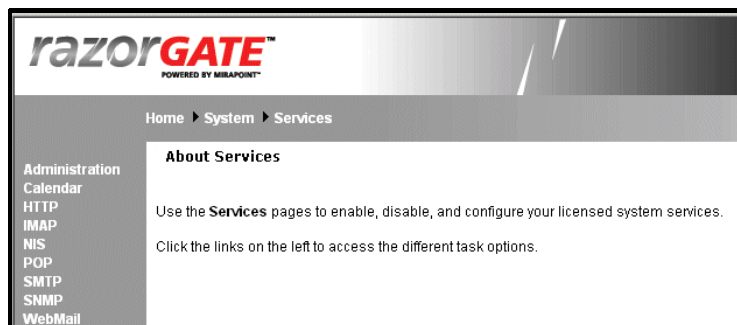 razorGATE™
POWERED BY MIRAPOINT™
Home System Services
Administration
Calendar
HTTP
IMAP
NIS
POP
SMTP
SNMP
WebMail
About Services
Use the Services pages to enable, disable, and configure your licensed system services.
Click the links on the left to access the different task options.